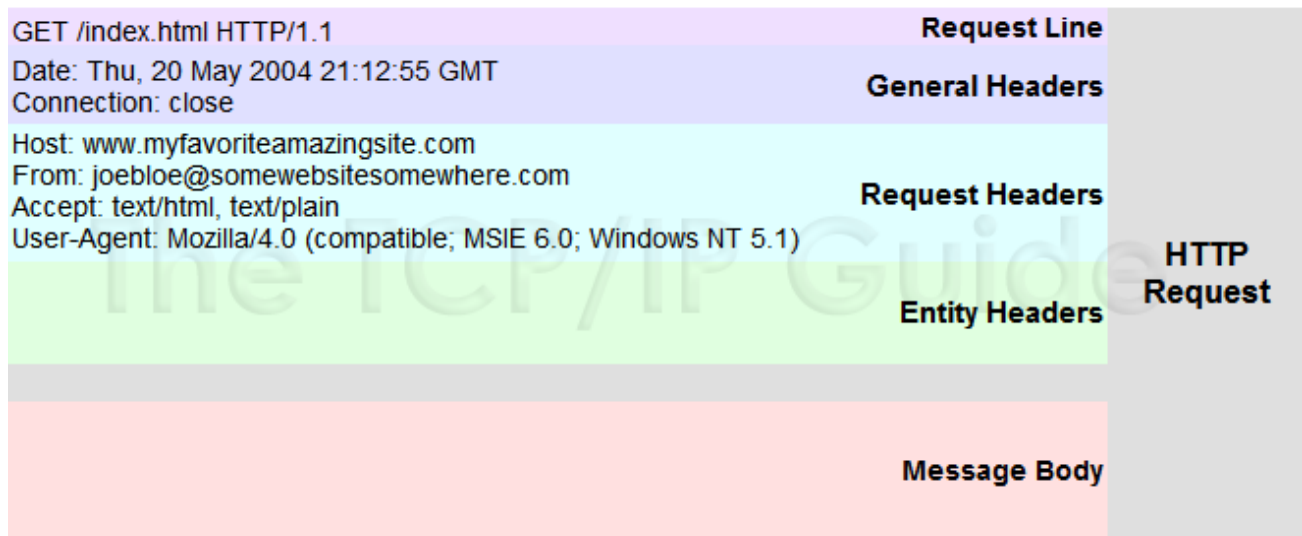 GET /index.html HTTP/1.1
Request Line
Date: Thu, 20 May 2004 21:12:55 GMT
Connection: close
General Headers
Host: www.myfavoriteamazingsite.com
From: joebloe@somewebsitesomewhere.com
Accept: text/html, text/plain
User-Agent: Mozilla/4.0 (compatible; MSIE 6.0; Windows NT 5.1)
Request Headers
The TCP/IP Guide
Entity Headers
Message Body
HTTP
Request